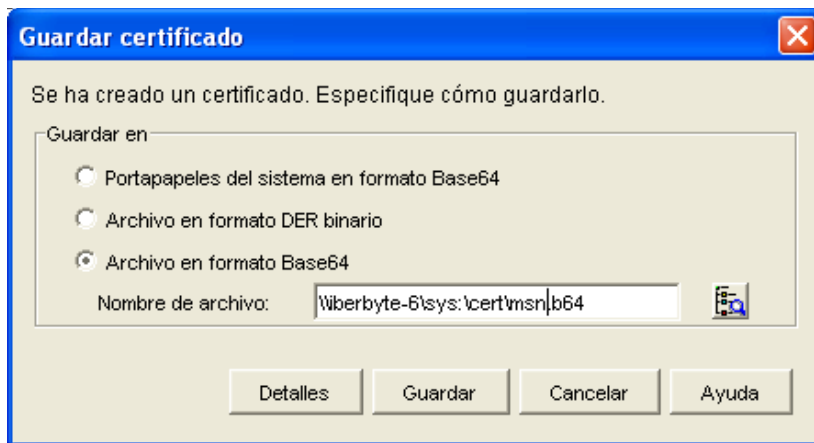 Guardar certificado
Se ha creado un certificado. Especifique cómo guardarlo.
Guardar en
Portapapeles del sistema en formato Base64
Archivo en formato DER binario
Archivo en formato Base64
Nombre de archivo: \\iberbyte-6\sys:\cert\msn.b64
Detalles Guardar Cancelar Ayuda